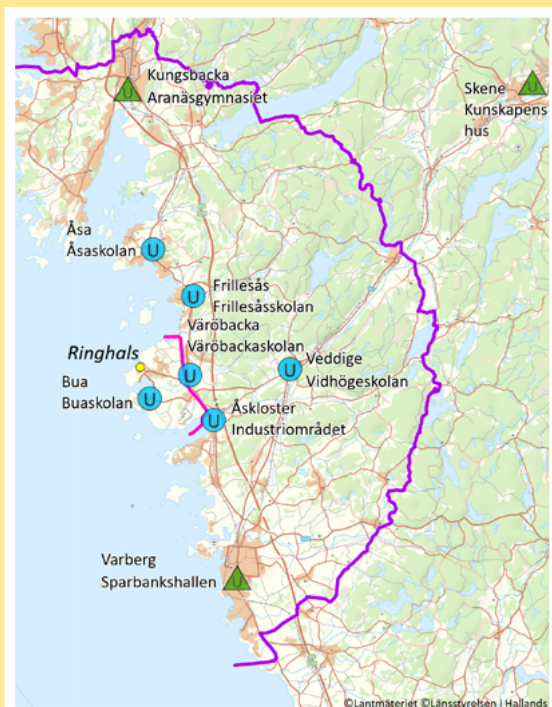 Kungsbacka
Aranäsgymnasiet
U
Skene
Kunskapens
hus
U
Åsa
Åsaskolan
U
Frillesås
Frillesåsskolan
U
Väröbacka
Väröbackaskolan
U
Ringhals
Veddige
Vidhögeskolan
U
Bua
Buaskolan
U
Åskloster
Industriområdet
U
Varberg
Sparbankshallen
U
©Lantmäteriet ©Länsstyrelsen i Hallands